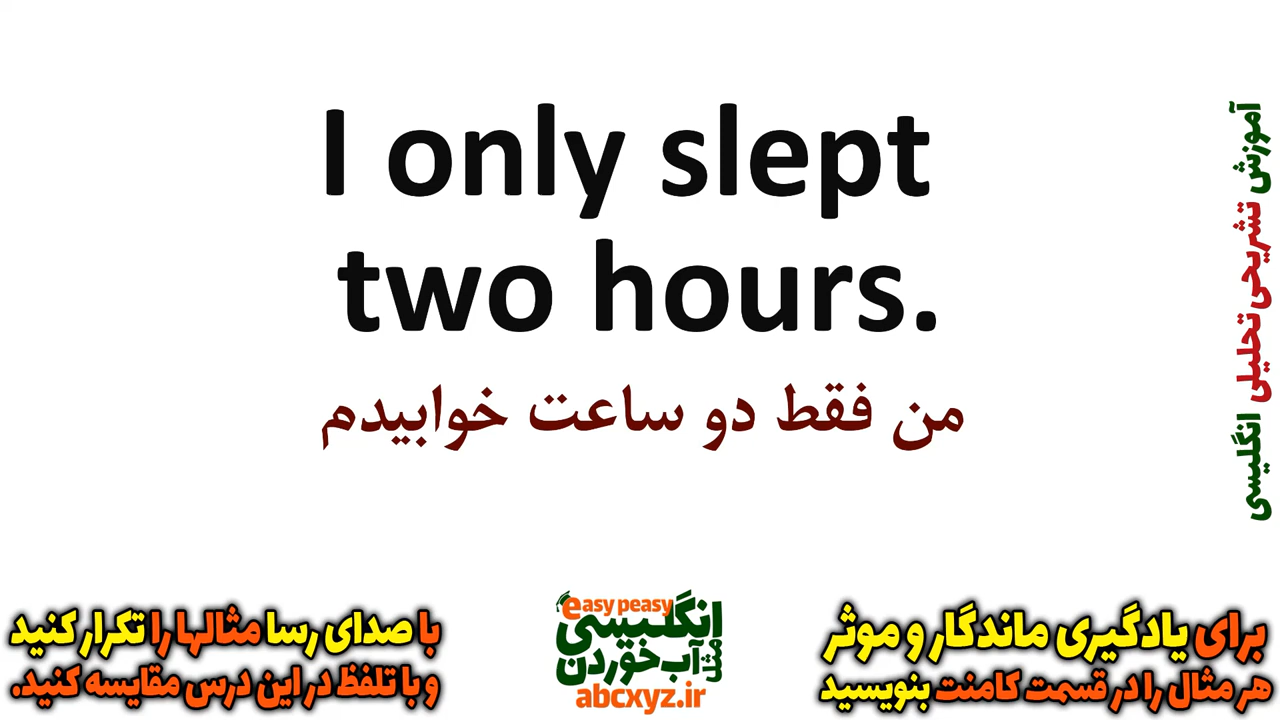 I only slept
two hours.
من فقط دو ساعت خوابیدم
آموزش تشریحی تحلیلی انگلیسی
برای یادگیری ماندگار و موثر
هر مثال را در قسمت کامنت بنویسید
easy peasy
انگلیسی
مثل آب خوردن
abcxyz.ir
با صدای رسا مثالها را تکرار کنید
و با تلفظ در این درس مقایسه کنید.